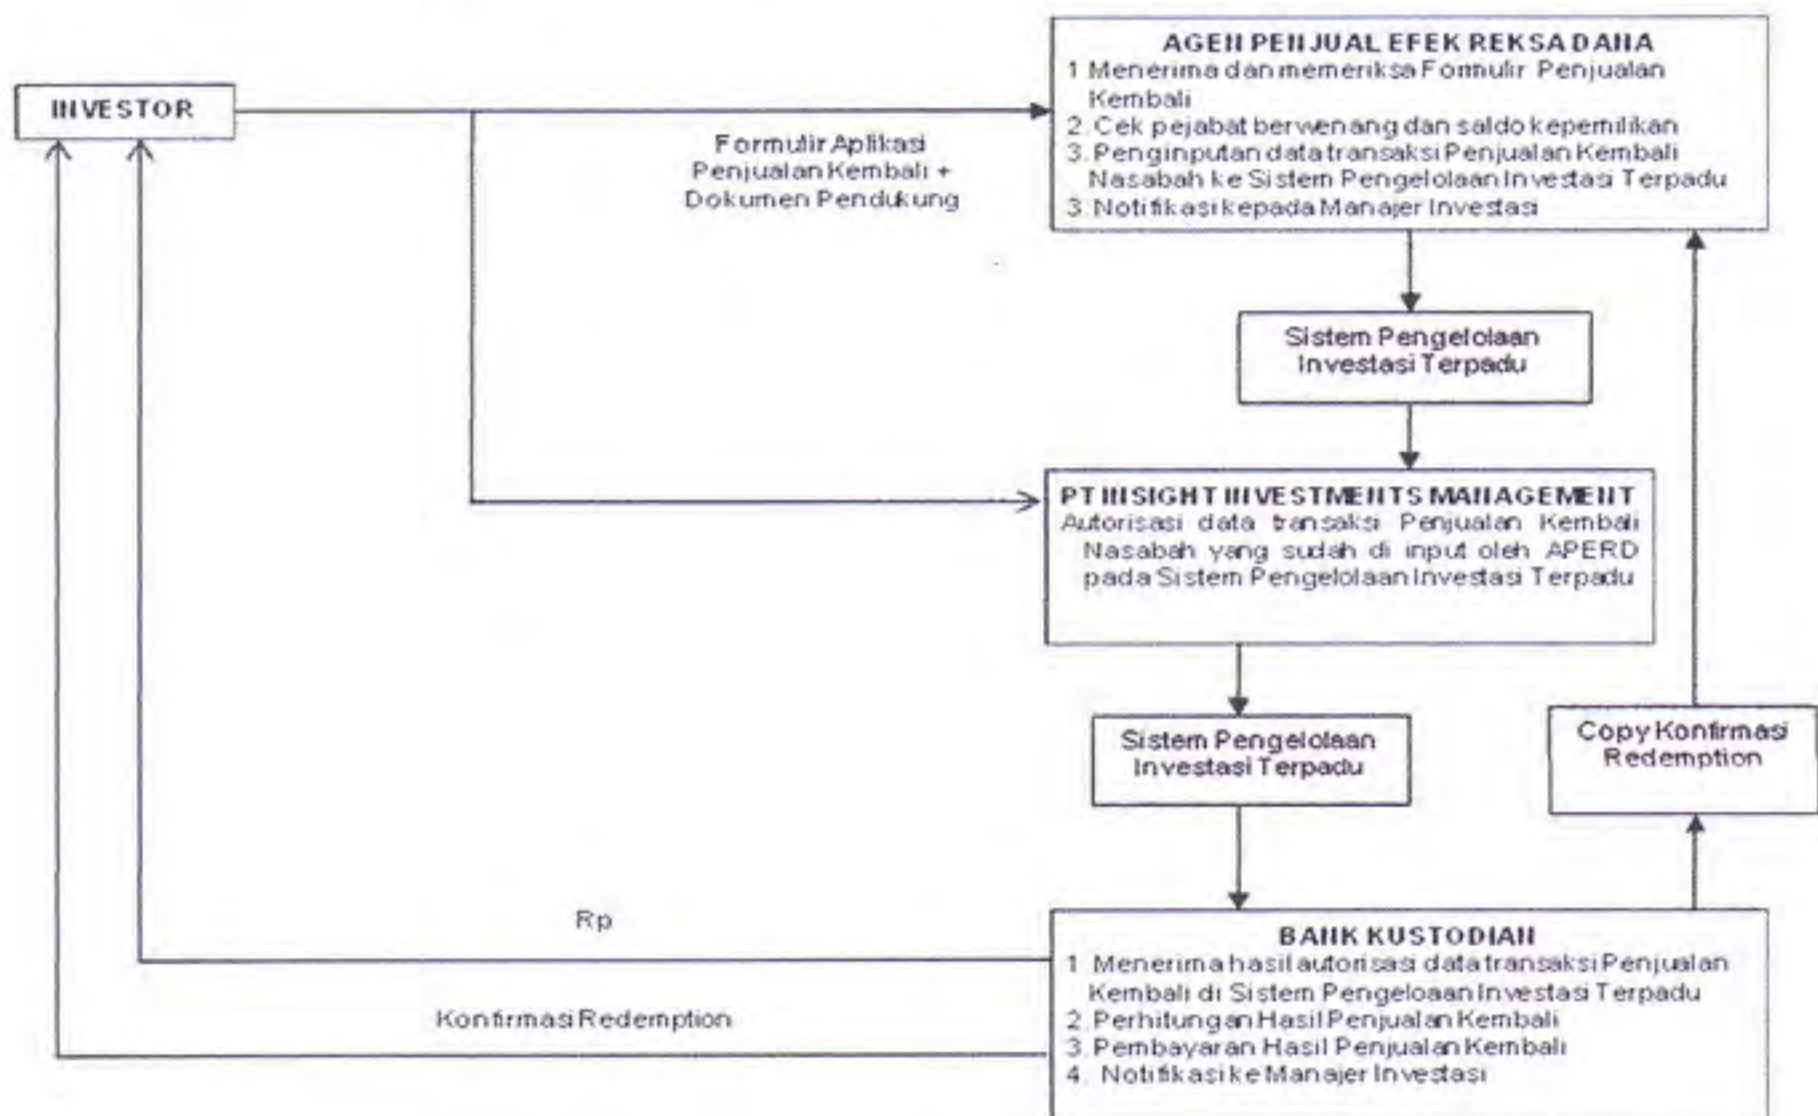 INVESTOR
Formulir Aplikasi
Penjualan Kembali +
Dokumen Pendukung
AGEN PENJUAL EFEK REKSA DANA
1 Menerima dan memeriksa Formulir Penjualan
Kembali
2. Cek pejabat berwenang dan saldo kepemilikan
3. Penginputan data transaksi Penjualan Kembali
Nasabah ke Sistem Pengelolaan Investasi Terpadu
3. Notifikasi kepada Manajer Investasi
Sistem Pengelolaan
Investasi Terpadu
PT INSIGHT INVESTMENTS MANAGEMENT
Autorisasi data transaksi Penjualan Kembali
Nasabah yang sudah di input oleh APERD
pada Sistem Pengelolaan Investasi Terpadu
Sistem Pengelolaan
Investasi Terpadu
Copy Konfirmasi
Redemption
Rp
Konfirmasi Redemption
BANK KUSTODIAN
1 Menerima hasil autorisasi data transaksi Penjualan
Kembali di Sistem Pengeloaan Investasi Terpadu
2. Perhitungan Hasil Penjualan Kembali
3. Pembayaran Hasil Penjualan Kembali
4. Notifikasi ke Manajer Investasi